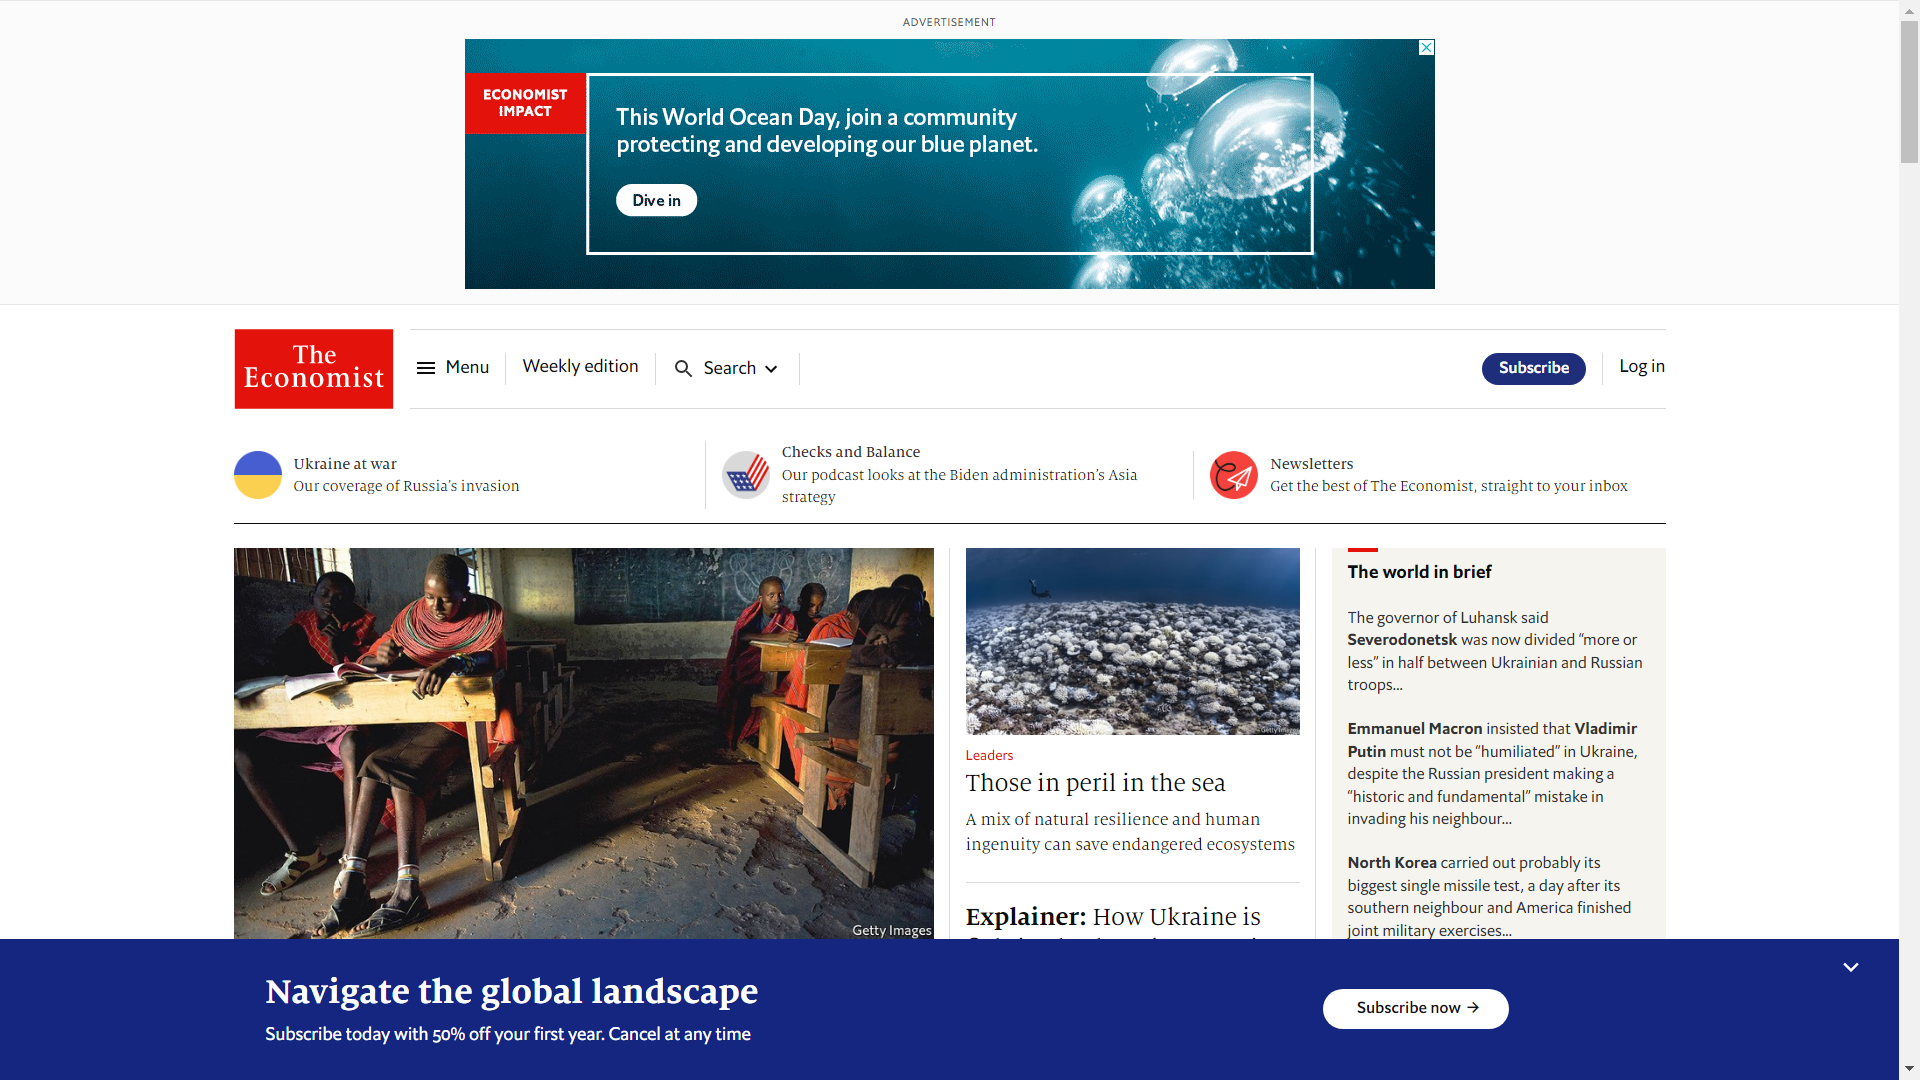 ADVERTISEMENT
ECONOMIST
IMPACT
This World Ocean Day, join a community
protecting and developing our blue planet.
Dive in
The
Economist
Menu
Weekly edition
Search
Subscribe
Log in
Ukraine at war
Our coverage of Russia's invasion
Checks and Balance
Our podcast looks at the Biden administration's Asia
strategy
Newsletters
Get the best of The Economist, straight to your inbox
Getty Images
Getty Images
Leaders
Those in peril in the sea
A mix of natural resilience and human
ingenuity can save endangered ecosystems
Explainer: How Ukraine is
The world in brief
The governor of Luhansk said
Severodonetsk was now divided “more or
less” in half between Ukrainian and Russian
troops...
Emmanuel Macron insisted that Vladimir
Putin must not be “humiliated” in Ukraine,
despite the Russian president making a
“historic and fundamental” mistake in
invading his neighbour...
North Korea carried out probably its
biggest single missile test, a day after its
southern neighbour and America finished
joint military exercises...
Navigate the global landscape
Subscribe today with 50% off your first year. Cancel at any time
Subscribe now →